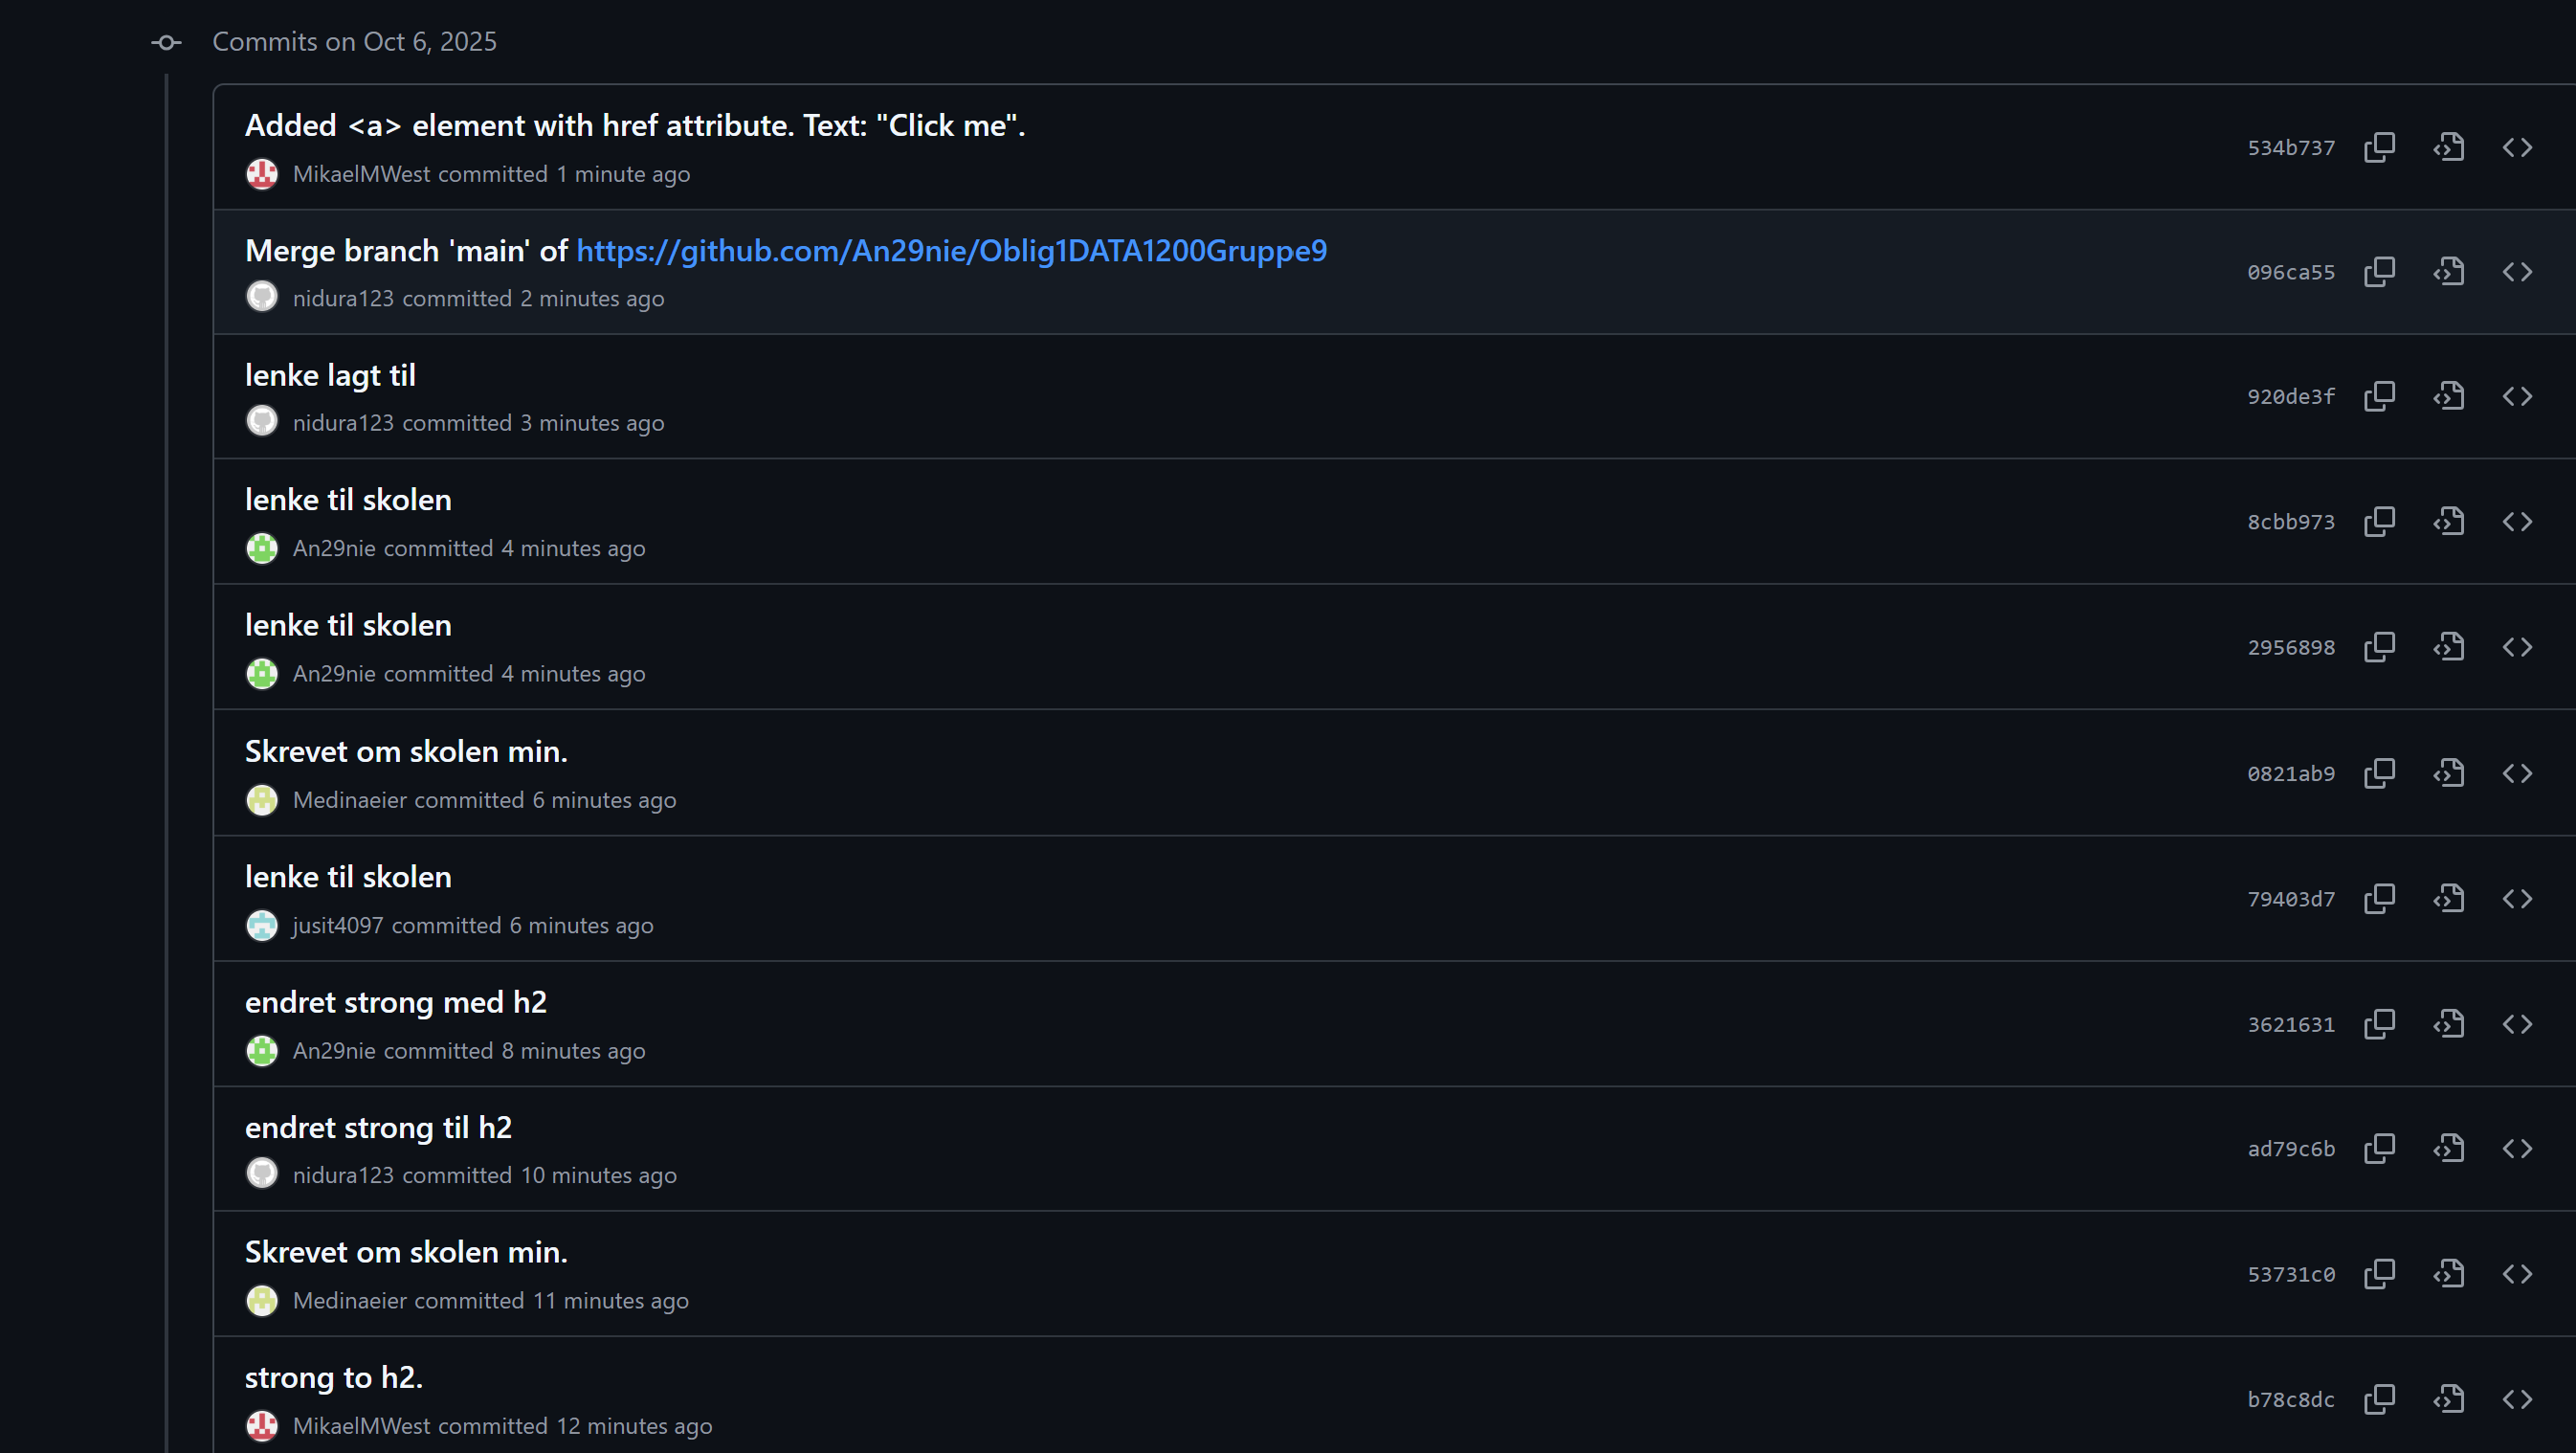 Commits on Oct 6, 2025
Added <a> element with href attribute. Text: "Click me".
MikaelMWest committed 1 minute ago
534b737
Merge branch 'main' of https://github.com/An29nie/Oblig1DATA1200Gruppe9
nidura123 committed 2 minutes ago
096ca55
lenke lagt til
nidura123 committed 3 minutes ago
920de3f
lenke til skolen
An29nie committed 4 minutes ago
8cbb973
lenke til skolen
An29nie committed 4 minutes ago
2956898
Skrevet om skolen min.
Medinaeier committed 6 minutes ago
0821ab9
lenke til skolen
jusit4097 committed 6 minutes ago
79403d7
endret strong med h2
An29nie committed 8 minutes ago
3621631
endret strong til h2
nidura123 committed 10 minutes ago
ad79c6b
Skrevet om skolen min.
Medinaeier committed 11 minutes ago
53731c0
strong to h2.
MikaelMWest committed 12 minutes ago
b78c8dc